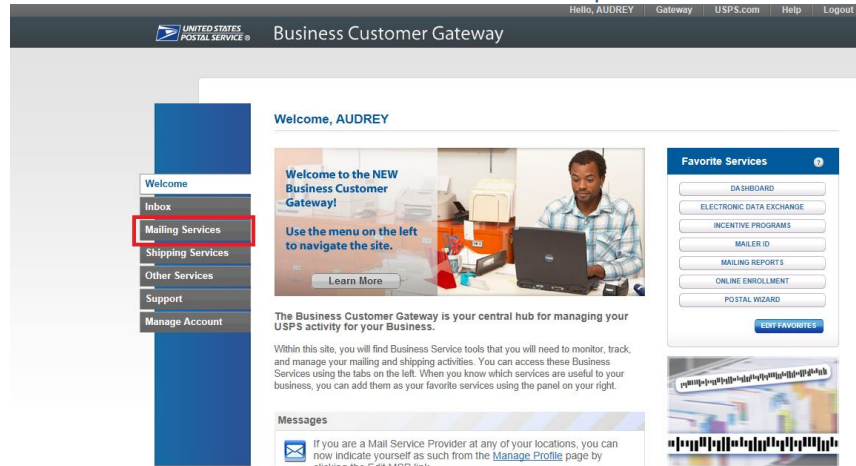 Hello, AUDREY Gateway USPS.com Help Logout
UNITED STATES
POSTAL SERVICE ®
Business Customer Gateway
Welcome, AUDREY
Welcome
Inbox
Mailing Services
Shipping Services
Other Services
Support
Manage Account
Welcome to the NEW
Business Customer
Gateway!
Use the menu on the left
to navigate the site.
Learn More
The Business Customer Gateway is your central hub for managing your
USPS activity for your Business.
Within this site, you will find Business Service tools that you will need to monitor, track,
and manage your mailing and shipping activities. You can access these Business
Services using the tabs on the left. When you know which services are useful to your
business, you can add them as your favorite services using the panel on your right.
Messages
If you are a Mail Service Provider at any of your locations, you can
now indicate yourself as such from the Manage Profile page by
clicking the Edit MSP link
Favorite Services ?
DASHBOARD
ELECTRONIC DATA EXCHANGE
INCENTIVE PROGRAMS
MAILER ID
MAILING REPORTS
ONLINE ENROLLMENT
POSTAL WIZARD
EDIT FAVORITES